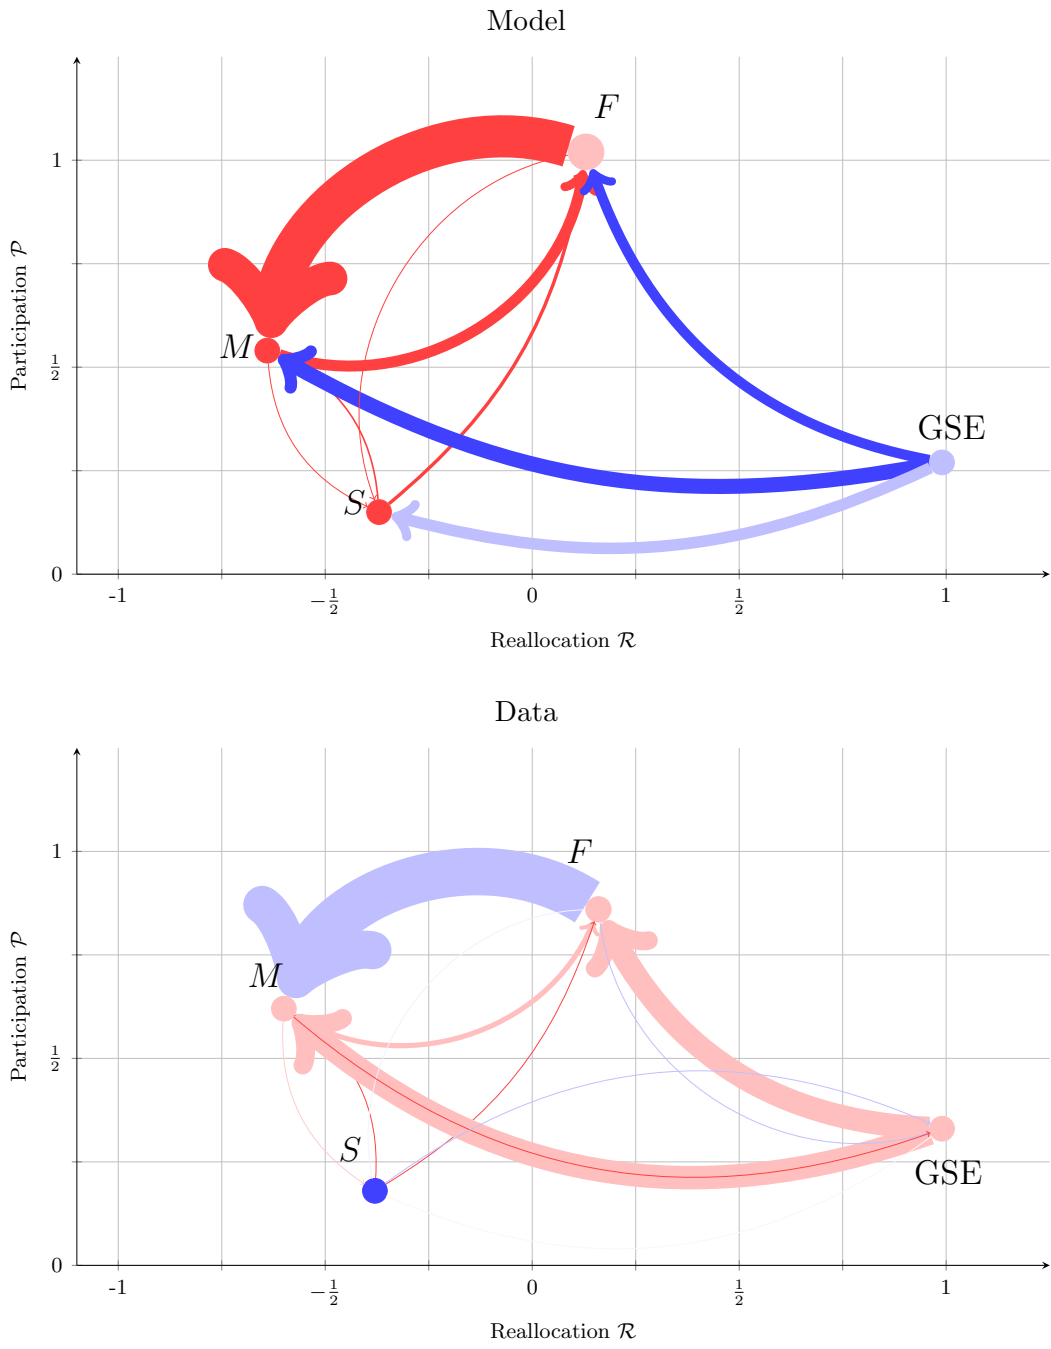 Model
F
1
Participation 𝒫
M
1/2
GSE
S
0
-1
−1/2
0
1/2
1
Reallocation ℛ
Data
1
F
Participation 𝒫
M
1/2
S
GSE
0
-1
−1/2
0
1/2
1
Reallocation ℛ